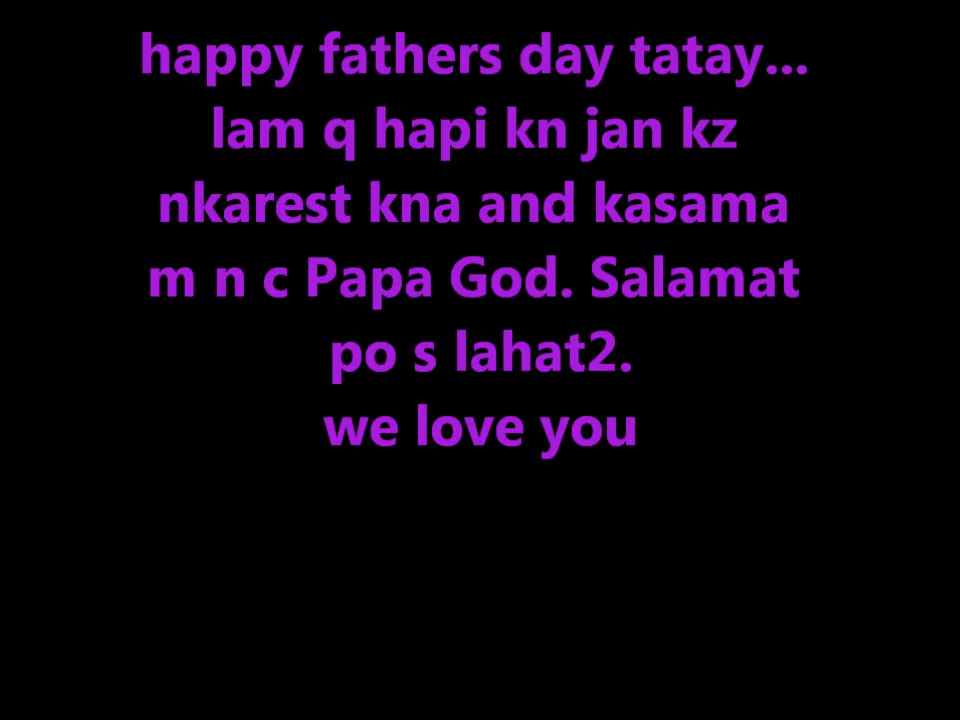 happy fathers day tatay...
lam q hapi kn jan kz
nkarest kna and kasama
m n c Papa God. Salamat
po s lahat2.
we love you